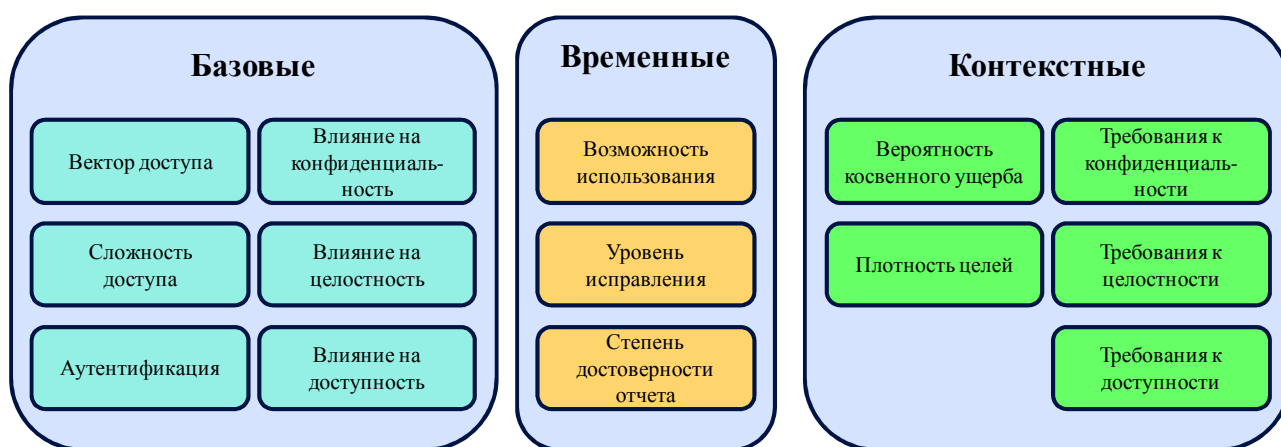 Базовые
Вектор доступа
Влияние на
конфиденциаль-
ность
Сложность
доступа
Влияние на
целостность
Аутентификация
Влияние на
доступность
Временные
Возможность
использования
Уровень
исправления
Степень
достоверности
отчета
Контекстные
Вероятность
косвенного ущерба
Требования к
конфиденциаль-
ности
Плотность целей
Требования к
целостности
Требования к
доступности